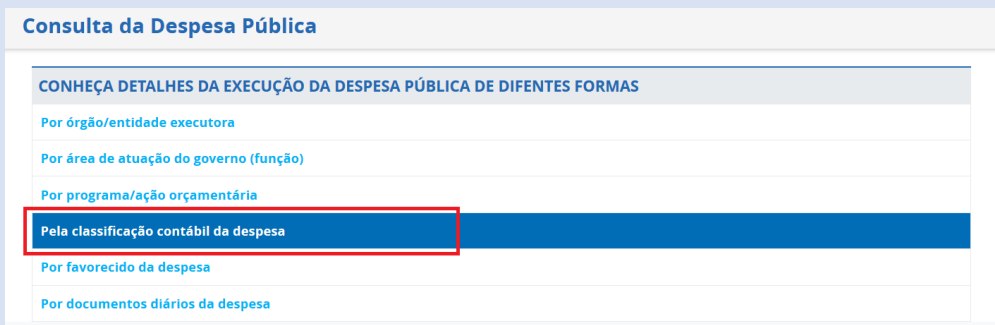 Consulta da Despesa Pública
CONHEÇA DETALHES DA EXECUÇÃO DA DESPESA PÚBLICA DE DIFENTES FORMAS
Por órgão/entidade executora
Por área de atuação do governo (função)
Por programa/ação orçamentária
Pela classificação contábil da despesa
Por favorecido da despesa
Por documentos diários da despesa